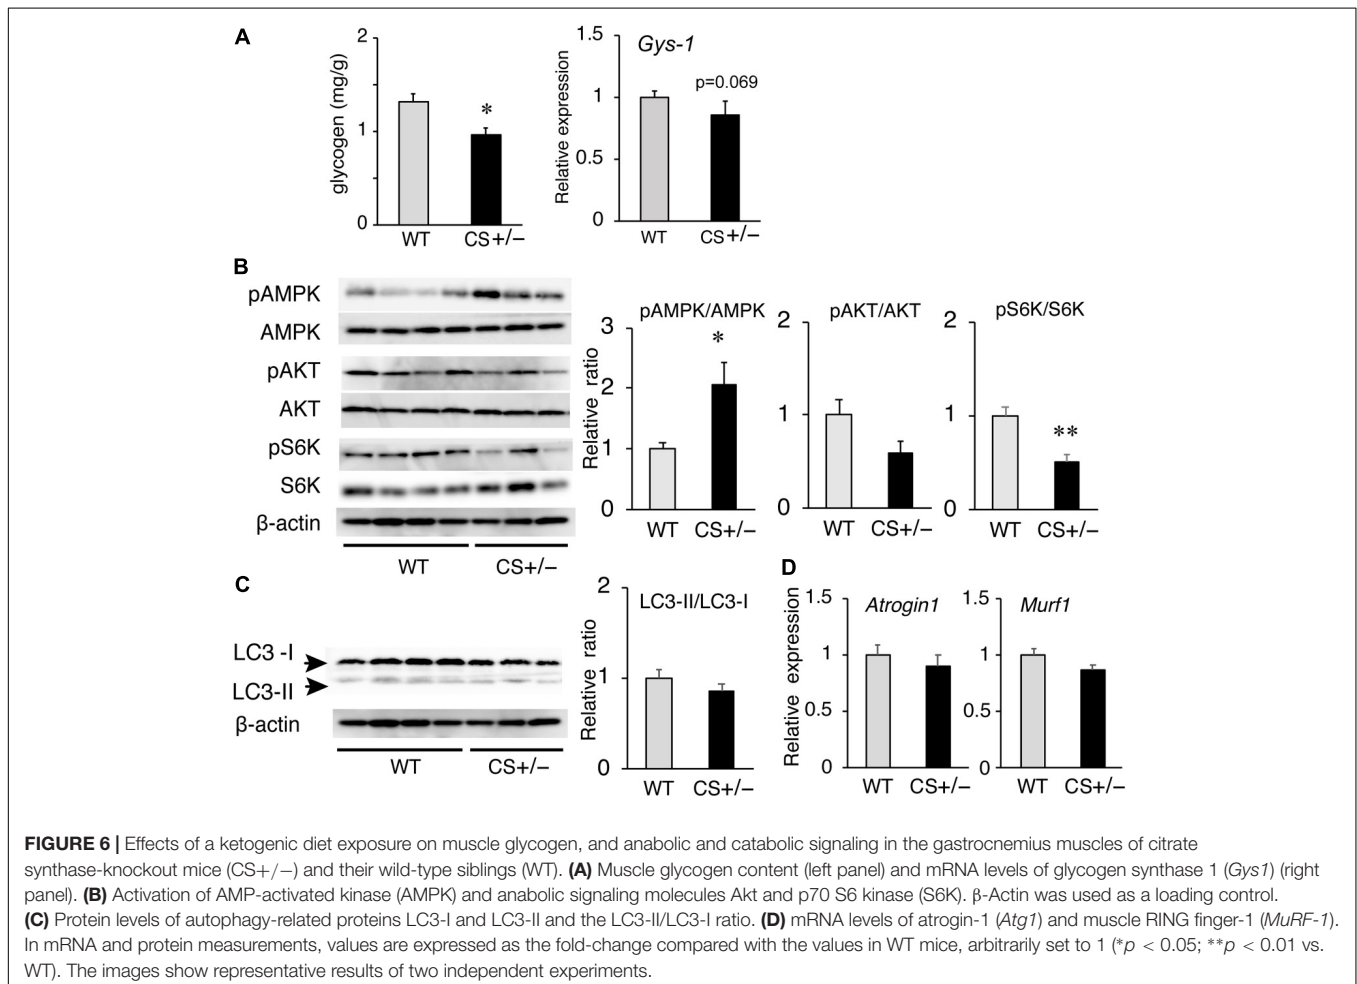 A
2
1
0
glycogen (mg/g)
*
WT CS+/−
1.5
1
0.5
0
Relative expression
Gys-1
p=0.069
WT CS+/−
B
pAMPK
AMPK
pAKT
AKT
pS6K
S6K
β-actin
WT CS+/−
pAMPK/AMPK
3
2
1
0
Relative ratio
*
WT CS+/−
pAKT/AKT
2
1
0
WT CS+/−
pS6K/S6K
2
1
0
**
WT CS+/−
C
LC3 -I
LC3-II
β-actin
WT CS+/−
LC3-II/LC3-I
2
1
0
Relative ratio
WT CS+/−
D
1.5
1
0.5
0
Relative expression
Atrogin1
WT CS+/−
1.5
1
0.5
0
Murf1
WT CS+/−
FIGURE 6 | Effects of a ketogenic diet exposure on muscle glycogen, and anabolic and catabolic signaling in the gastrocnemius muscles of citrate
synthase-knockout mice (CS+/−) and their wild-type siblings (WT). (A) Muscle glycogen content (left panel) and mRNA levels of glycogen synthase 1 (Gys1) (right
panel). (B) Activation of AMP-activated kinase (AMPK) and anabolic signaling molecules Akt and p70 S6 kinase (S6K). β-Actin was used as a loading control.
(C) Protein levels of autophagy-related proteins LC3-I and LC3-II and the LC3-II/LC3-I ratio. (D) mRNA levels of atrogin-1 (Atg1) and muscle RING finger-1 (MuRF-1).
In mRNA and protein measurements, values are expressed as the fold-change compared with the values in WT mice, arbitrarily set to 1 (*p < 0.05; **p < 0.01 vs.
WT). The images show representative results of two independent experiments.